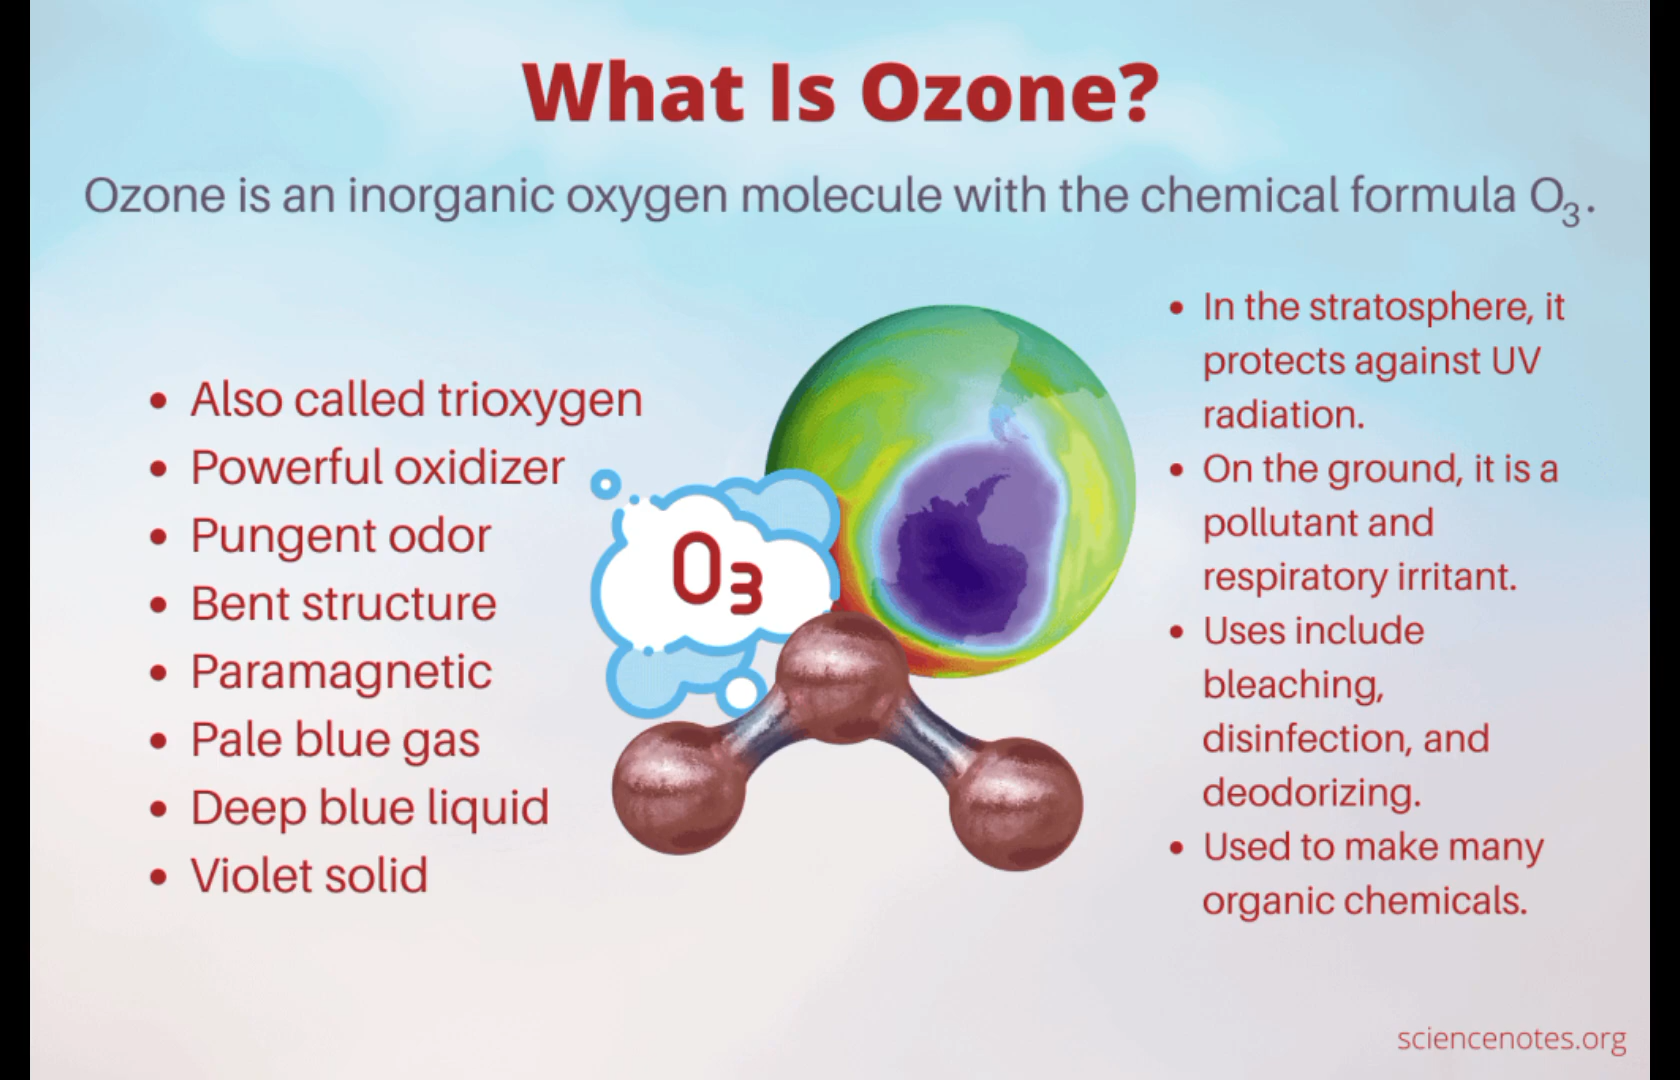 What Is Ozone?
Ozone is an inorganic oxygen molecule with the chemical formula O₃.
Also called trioxygen
Powerful oxidizer
Pungent odor
Bent structure
Paramagnetic
Pale blue gas
Deep blue liquid
Violet solid
O₃
In the stratosphere, it
protects against UV
radiation.
On the ground, it is a
pollutant and
respiratory irritant.
Uses include
bleaching,
disinfection, and
deodorizing.
Used to make many
organic chemicals.
sciencenotes.org